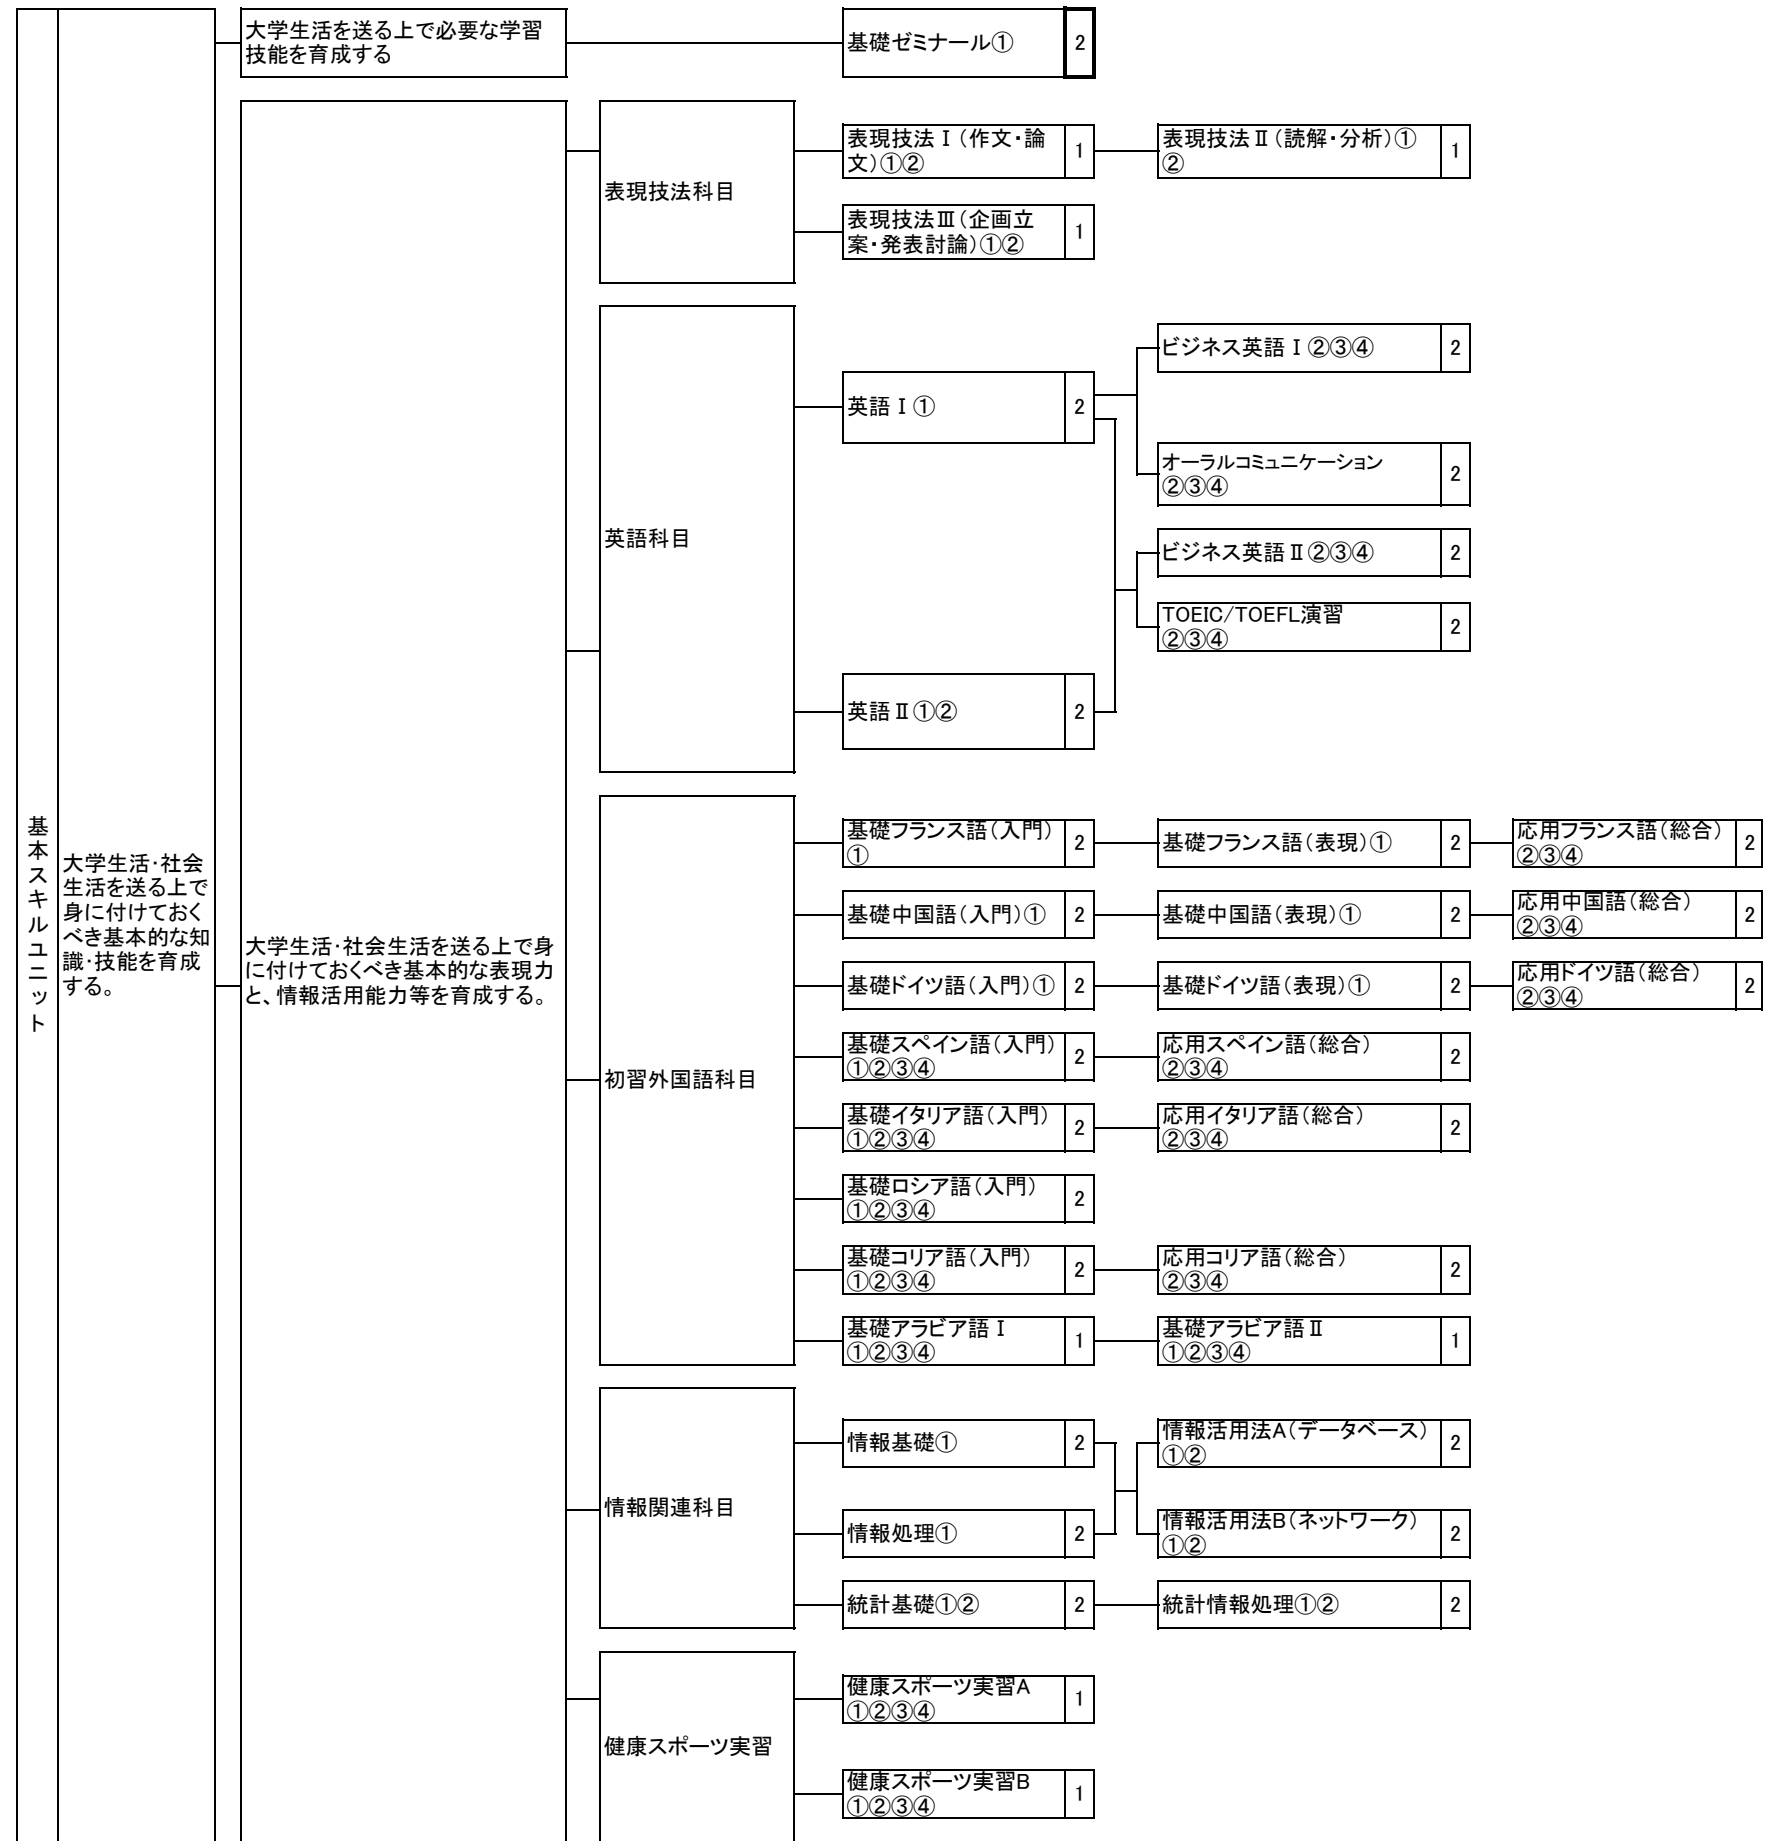 基本スキルユニット
大学生活・社会
生活を送る上で
身に付けておく
べき基本的な知
識・技能を育成
する。
大学生活を送る上で必要な学習
技能を育成する
基礎ゼミナール①
2
大学生活・社会生活を送る上で身
に付けておくべき基本的な表現力
と、情報活用能力等を育成する。
表現技法科目
表現技法Ⅰ（作文・論
文）①②
1
表現技法Ⅱ（読解・分析）①
②
1
表現技法Ⅲ（企画立
案・発表討論）①②
1
英語科目
英語Ⅰ①
2
ビジネス英語Ⅰ②③④
2
オーラルコミュニケーション
②③④
2
ビジネス英語Ⅱ②③④
2
TOEIC/TOEFL演習
②③④
2
英語Ⅱ①②
2
初習外国語科目
基礎フランス語（入門）
①
2
基礎フランス語（表現）①
2
応用フランス語（総合）
②③④
2
基礎中国語（入門）①
2
基礎中国語（表現）①
2
応用中国語（総合）
②③④
2
基礎ドイツ語（入門）①
2
基礎ドイツ語（表現）①
2
応用ドイツ語（総合）
②③④
2
基礎スペイン語（入門）
①②③④
2
応用スペイン語（総合）
②③④
2
基礎イタリア語（入門）
①②③④
2
応用イタリア語（総合）
②③④
2
基礎ロシア語（入門）
①②③④
2
基礎コリア語（入門）
①②③④
2
応用コリア語（総合）
②③④
2
基礎アラビア語Ⅰ
①②③④
1
基礎アラビア語Ⅱ
①②③④
1
情報関連科目
情報基礎①
2
情報活用法A（データベース）
①②
2
情報処理①
2
情報活用法B（ネットワーク）
①②
2
統計基礎①②
2
統計情報処理①②
2
健康スポーツ実習
健康スポーツ実習A
①②③④
1
健康スポーツ実習B
①②③④
1